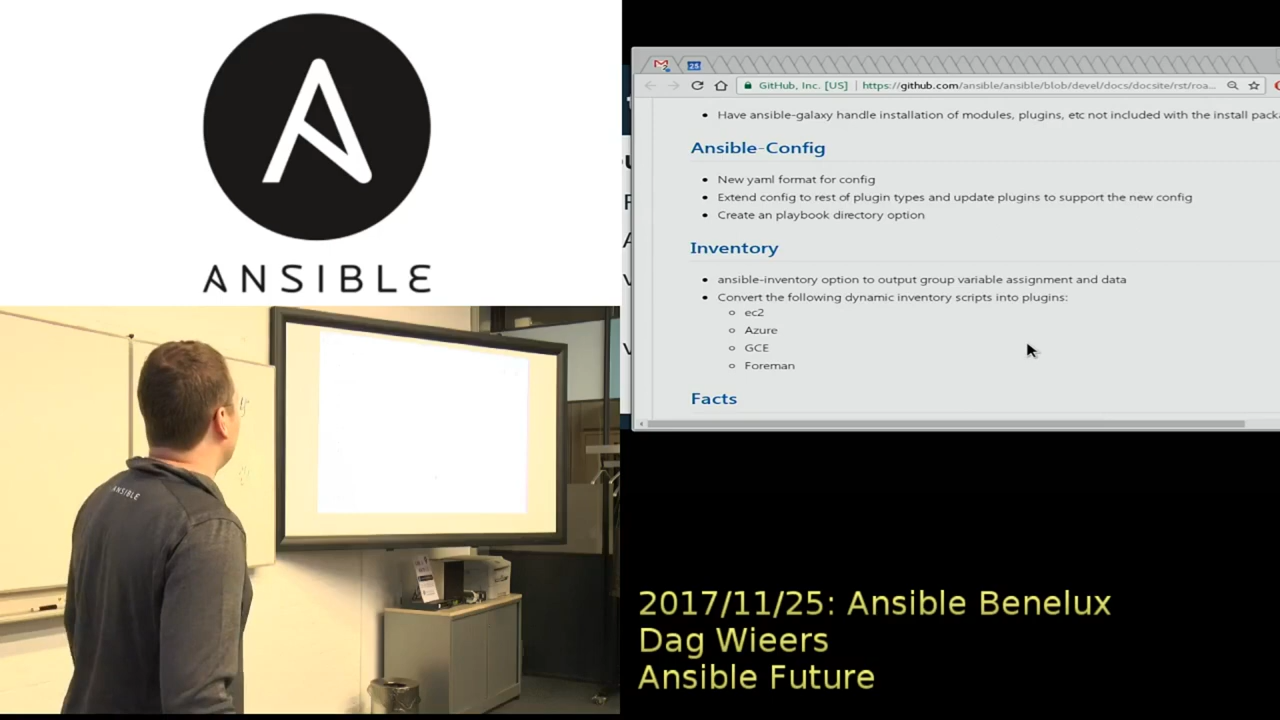 ANSIBLE
25
GitHub, Inc. [US] https://github.com/ansible/ansible/blob/devel/docs/docsite/rst/roa...
Have ansible-galaxy handle installation of modules, plugins, etc not included with the install
Ansible-Config
New yaml format for config
Extend config to rest of plugin types and update plugins to support the new config
Create an playbook directory option
Inventory
ansible-inventory option to output group variable assignment and data
Convert the following dynamic inventory scripts into plugins:
ec2
Azure
GCE
Foreman
Facts
ANSIBLE
2017/11/25: Ansible Benelux
Dag Wieers
Ansible Future